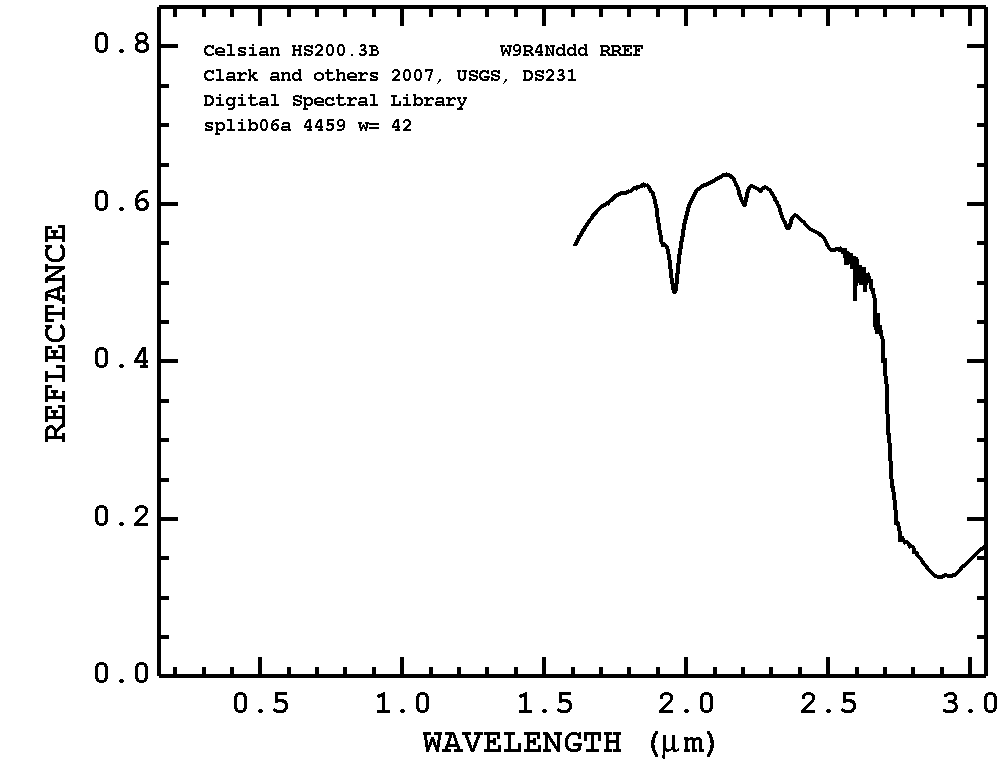 Celsian HS200.3B W9R4Nddd RREF
Clark and others 2007, USGS, DS231
Digital Spectral Library
splib06a 4459 w= 42
0.8
0.6
0.4
0.2
0.0
REFLECTANCE
0.5 1.0 1.5 2.0 2.5 3.0
WAVELENGTH (μm)